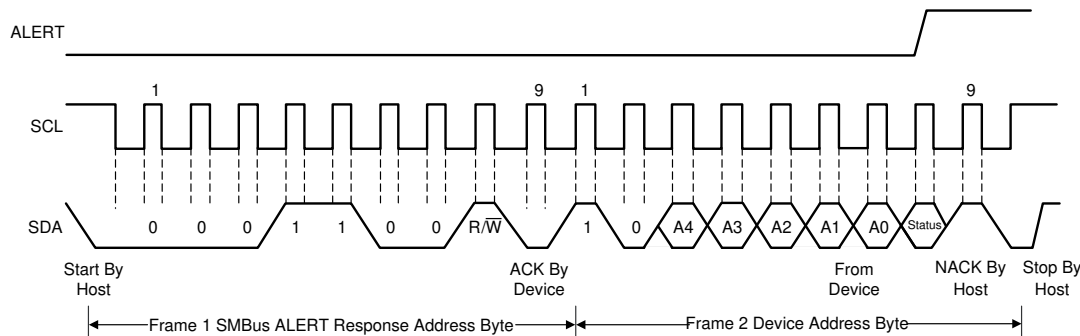 ALERT
1 9 1 9
SCL
SDA 0 0 0 1 1 0 0 R/W̅ 1 0 A4 A3 A2 A1 A0 Status
Start By
Host
ACK By
Device
From
Device
NACK By
Host
Stop By
Host
Frame 1 SMBus ALERT Response Address Byte
Frame 2 Device Address Byte